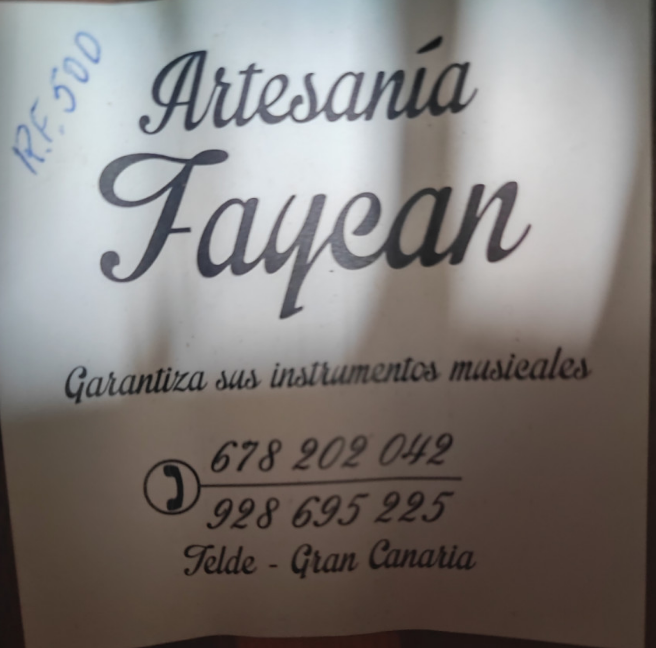 R.F. 500
Artesanía
Faycan
Garantiza sus instrumentos musicales
678 202 042
928 695 225
Telde - Gran Canaria